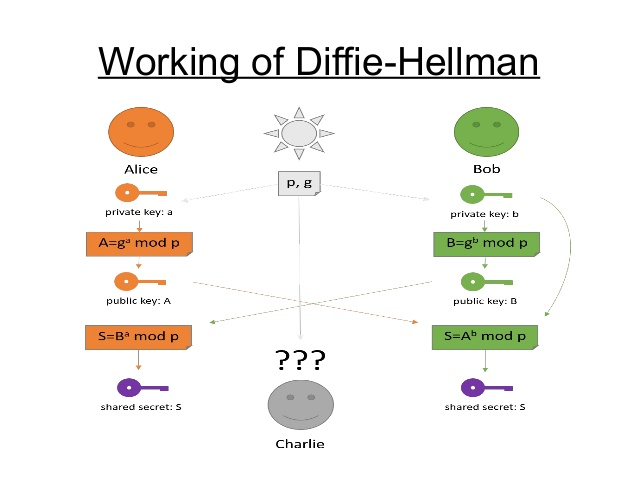 Working of Diffie-Hellman
Alice
Bob
p, g
private key: a
private key: b
A=gᵃ mod p
B=gᵇ mod p
public key: A
public key: B
S=Bᵃ mod p
S=Aᵇ mod p
???
shared secret: S
shared secret: S
Charlie